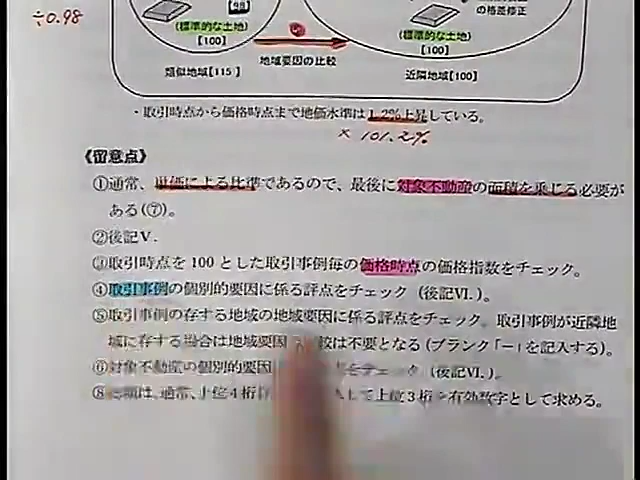 ÷0.98
の格差修正
(標準的な土地)
[100]
(標準的な土地)
[100]
類似地域[115]
地域要因の比較
近隣地域[100]
・取引時点から価格時点まで地価水準は1.2%上昇している。
× 101.2%
《留意点》
①通常、単価による比準であるので、最後に対象不動産の面積を乗じる必要が
ある(⑦)。
②後記Ⅴ.
③取引時点を100とした取引事例毎の価格時点の価格指数をチェック。
④取引事例の個別的要因に係る評点をチェック(後記Ⅵ.)。
⑤取引事例の存する地域の地域要因に係る評点をチェック。取引事例が近隣地
域に存する場合は地域要因 較は不要となる(ブランク「−」を記入する)。
⑥対象不動産の個別的要因 をチェック(後記Ⅵ.)。
⑧ は、通常、上位4桁 して上位3桁を有効数字として求める。